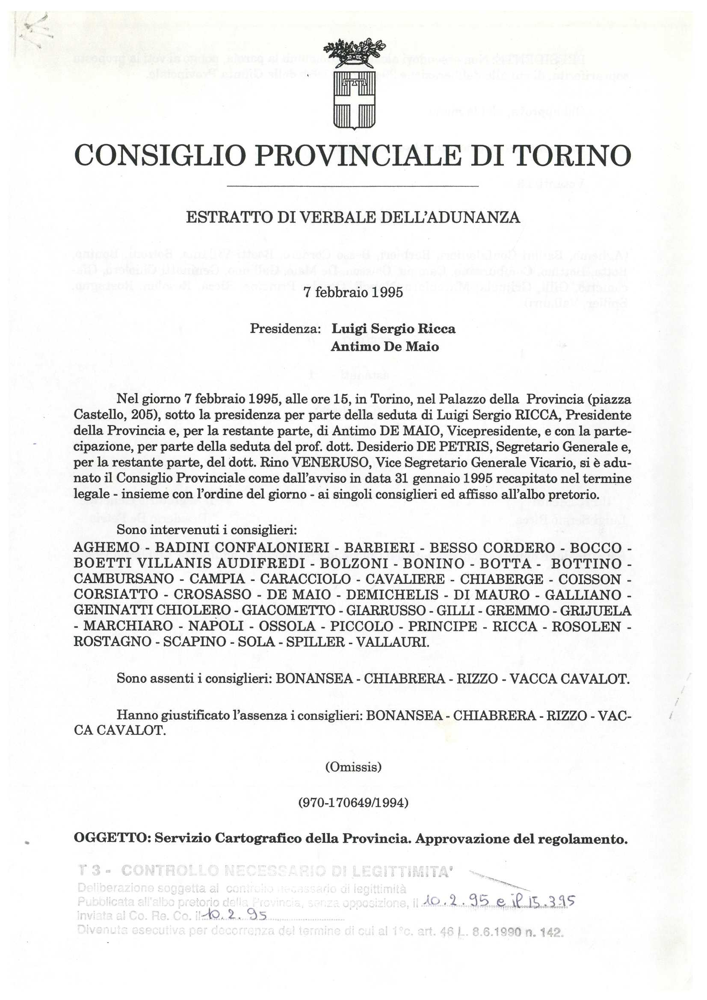 CONSIGLIO PROVINCIALE DI TORINO
ESTRATTO DI VERBALE DELL'ADUNANZA
7 febbraio 1995
Presidenza: Luigi Sergio Ricca
Antimo De Maio
Nel giorno 7 febbraio 1995, alle ore 15, in Torino, nel Palazzo della Provincia (piazza
Castello, 205), sotto la presidenza per parte della seduta di Luigi Sergio RICCA, Presidente
della Provincia e, per la restante parte, di Antimo DE MAIO, Vicepresidente, e con la parte-
cipazione, per parte della seduta del prof. dott. Desiderio DE PETRIS, Segretario Generale e,
per la restante parte, del dott. Rino VENERUSO, Vice Segretario Generale Vicario, si è adu-
nato il Consiglio Provinciale come dall'avviso in data 31 gennaio 1995 recapitato nel termine
legale - insieme con l'ordine del giorno - ai singoli consiglieri ed affisso all'albo pretorio.
Sono intervenuti i consiglieri:
AGHEMO - BADINI CONFALONIERI - BARBIERI - BESSO CORDERO - BOCCO -
BOETTI VILLANIS AUDIFREDI - BOLZONI - BONINO - BOTTA - BOTTINO -
CAMBURSANO - CAMPIA - CARACCIOLO - CAVALIERE - CHIABERGE - COISSON -
CORSIATTO - CROSASSO - DE MAIO - DEMICHELIS - DI MAURO - GALLIANO -
GENINATTI CHIOLERO - GIACOMETTO - GIARRUSSO - GILLI - GREMMO - GRIJUELA
- MARCHIARO - NAPOLI - OSSOLA - PICCOLO - PRINCIPE - RICCA - ROSOLEN -
ROSTAGNO - SCAPINO - SOLA - SPILLER - VALLAURI.
Sono assenti i consiglieri: BONANSEA - CHIABRERA - RIZZO - VACCA CAVALOT.
Hanno giustificato l'assenza i consiglieri: BONANSEA - CHIABRERA - RIZZO - VAC-
CA CAVALOT.
(Omissis)
(970-170649/1994)
OGGETTO: Servizio Cartografico della Provincia. Approvazione del regolamento.
T 3 - CONTROLLO NECESSARIO DI LEGITTIMITA'
Deliberazione soggetta al controllo necessario di legittimità
Pubblicata all'albo pretorio della Provincia, senza opposizione, il 10.2.95 e il 15.3.95
inviata al Co. Re. Co. il 10.2.95
Divenuta esecutiva per decorrenza del termine di cui al 1°c. art. 46 L. 8.6.1990 n. 142.